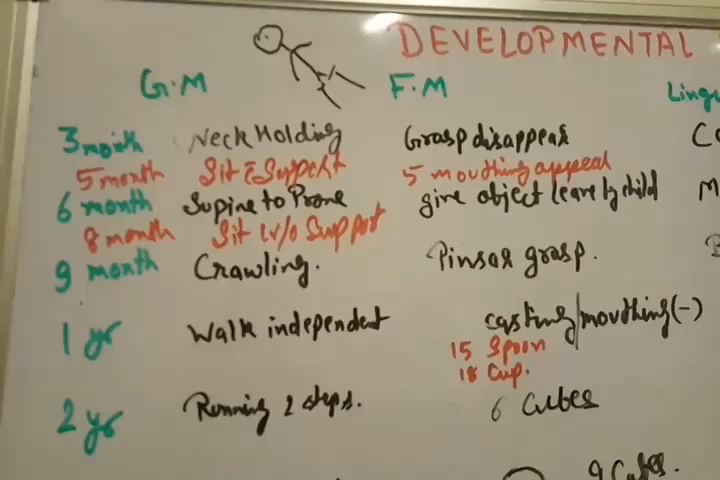 DEVELOPMENTAL
G.M F.M Lingu
3 month Neck Holding Grasp disappear C
5 month Sit c̄ Support 5 mouthing appear
6 month Supine to Prone give object leave by child M
8 month Sit w/o Support
9 month Crawling. Pinsar grasp. B
1 yr Walk independent casting/mouthing (-)
15 Spoon
18 Cup.
2 yr Running 2 steps. 6 Cubes
9 Cubes.